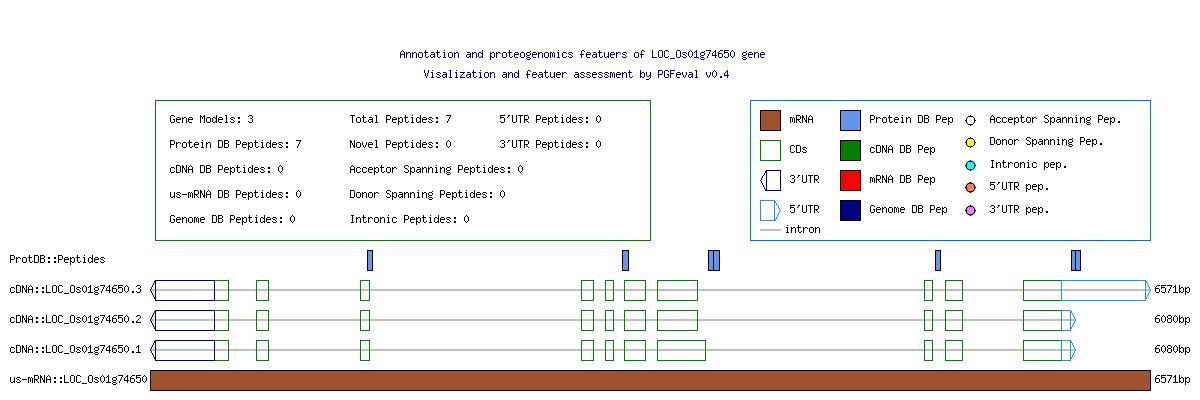 Annotation and proteogenomics featuers of LOC_Os01g74650 gene
Visalization and featuer assessment by PGFeval v0.4
Gene Models: 3 Total Peptides: 7 5'UTR Peptides: 0
Protein DB Peptides: 7 Novel Peptides: 0 3'UTR Peptides: 0
cDNA DB Peptides: 0 Acceptor Spanning Peptides: 0
us-mRNA DB Peptides: 0 Donor Spanning Peptides: 0
Genome DB Peptides: 0 Intronic Peptides: 0
mRNA Protein DB Pep Acceptor Spanning Pep.
CDs cDNA DB Pep Donor Spanning Pep.
3'UTR mRNA DB Pep Intronic pep.
5'UTR Genome DB Pep 5'UTR pep.
intron 3'UTR pep.
ProtDB::Peptides
cDNA::LOC_Os01g74650.3 6571bp
cDNA::LOC_Os01g74650.2 6080bp
cDNA::LOC_Os01g74650.1 6080bp
us-mRNA::LOC_Os01g74650 6571bp